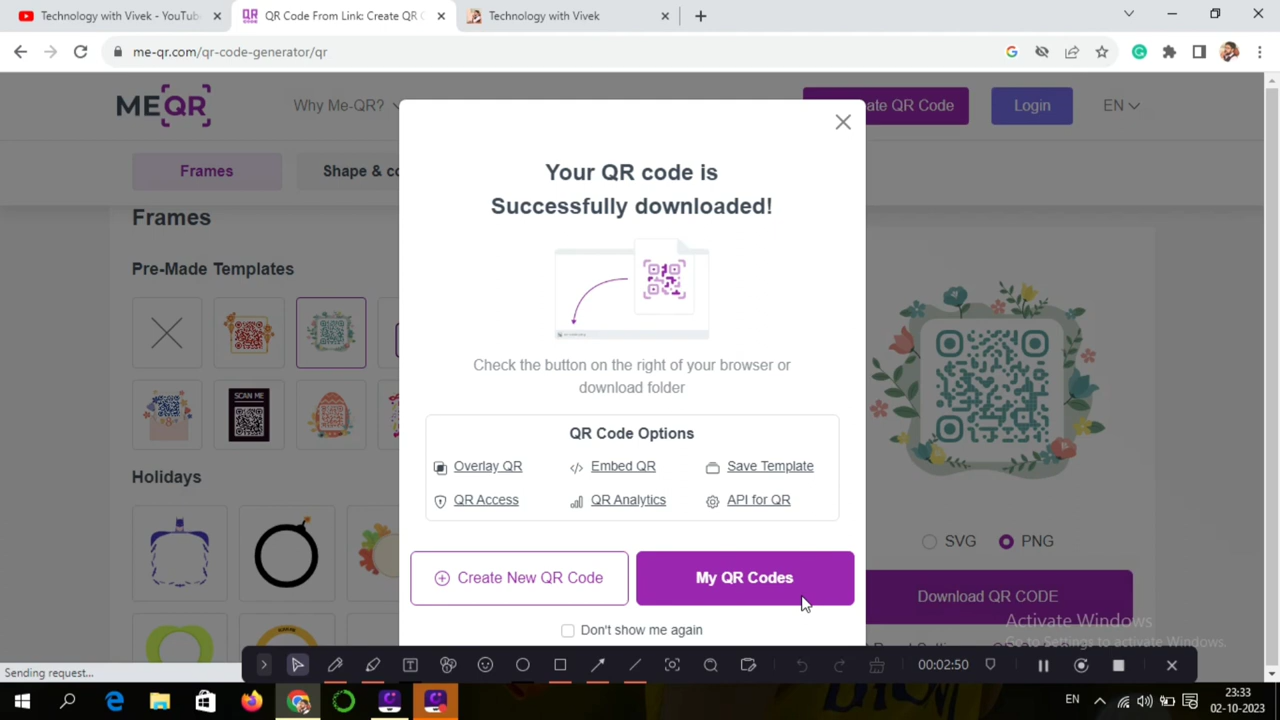 Technology with Vivek - YouTub
QR Code From Link: Create QR C
Technology with Vivek
me-qr.com/qr-code-generator/qr
MEQR
Why Me-QR?
ate QR Code
Login
EN
Frames
Shape & co
Frames
Pre-Made Templates
SCAN ME
Holidays
Your QR code is
Successfully downloaded!
Check the button on the right of your browser or
download folder
QR Code Options
Overlay QR
Embed QR
Save Template
QR Access
QR Analytics
API for QR
Create New QR Code
My QR Codes
Don't show me again
SVG
PNG
Download QR CODE
Activate Windows
Go to Settings to activate Windows.
Sending request...
00:02:50
EN
23:33
02-10-2023